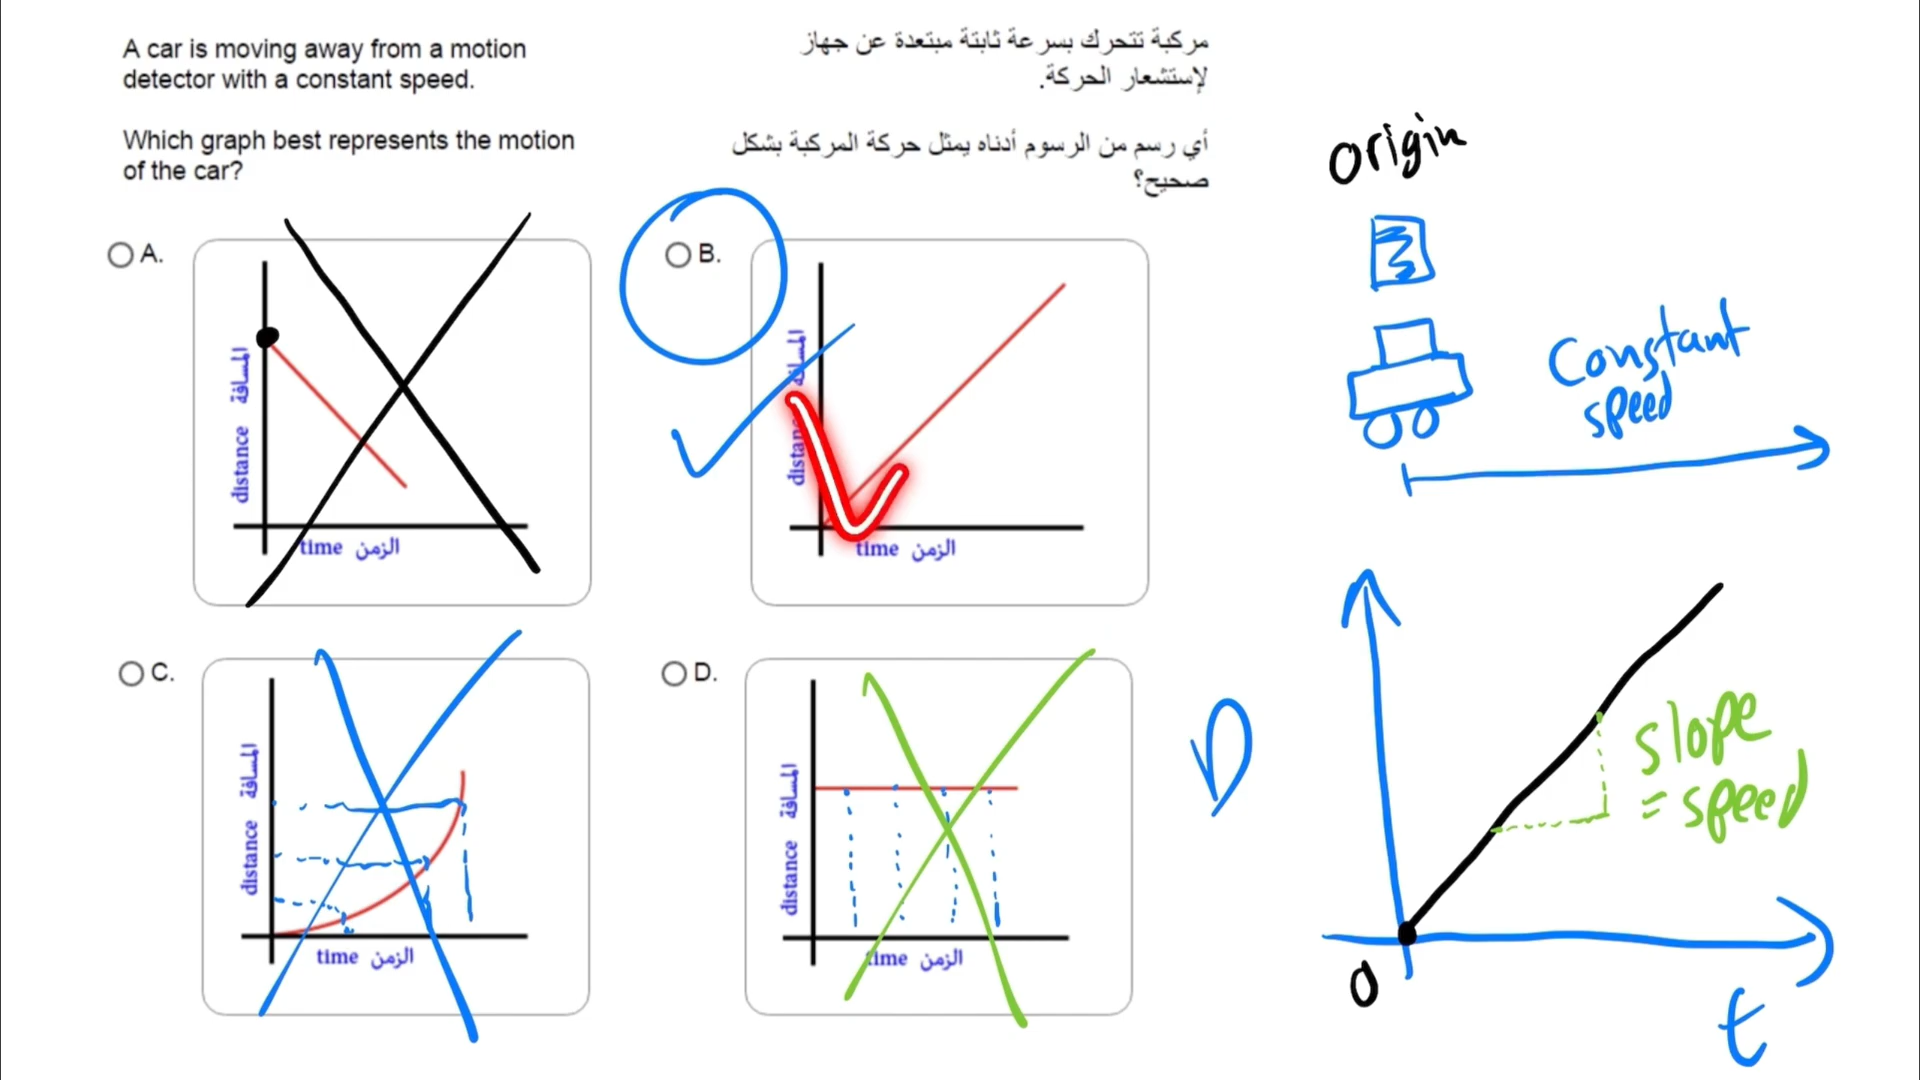 A car is moving away from a motion
detector with a constant speed.
Which graph best represents the motion
of the car?
مركبة تتحرك بسرعة ثابتة مبتعدة عن جهاز
لإستشعار الحركة.
أي رسم من الرسوم أدناه يمثل حركة المركبة بشكل
صحيح؟
A.
distance المسافة
time الزمن
B.
المسافة
time الزمن
C.
distance المسافة
time الزمن
D.
distance المسافة
time الزمن
origin
Constant
speed
D
slope
= speed
0
t